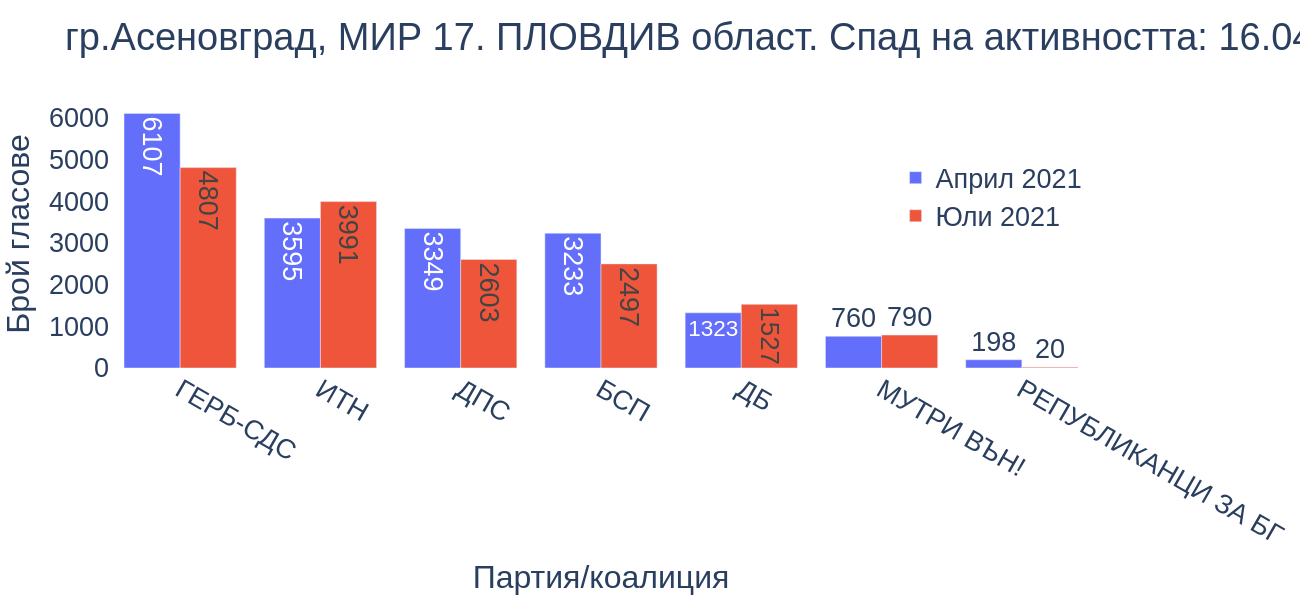 гр.Асеновград, МИР 17. ПЛОВДИВ област. Спад на активността: 16.04
Брой гласове
6000
5000
4000
3000
2000
1000
0
6107
4807
3595
3991
3349
2603
3233
2497
1323
1527
760
790
198
20
Април 2021
Юли 2021
ГЕРБ-СДС
ИТН
ДПС
БСП
ДБ
МУТРИ ВЪН!
РЕПУБЛИКАНЦИ ЗА БГ
Партия/коалиция